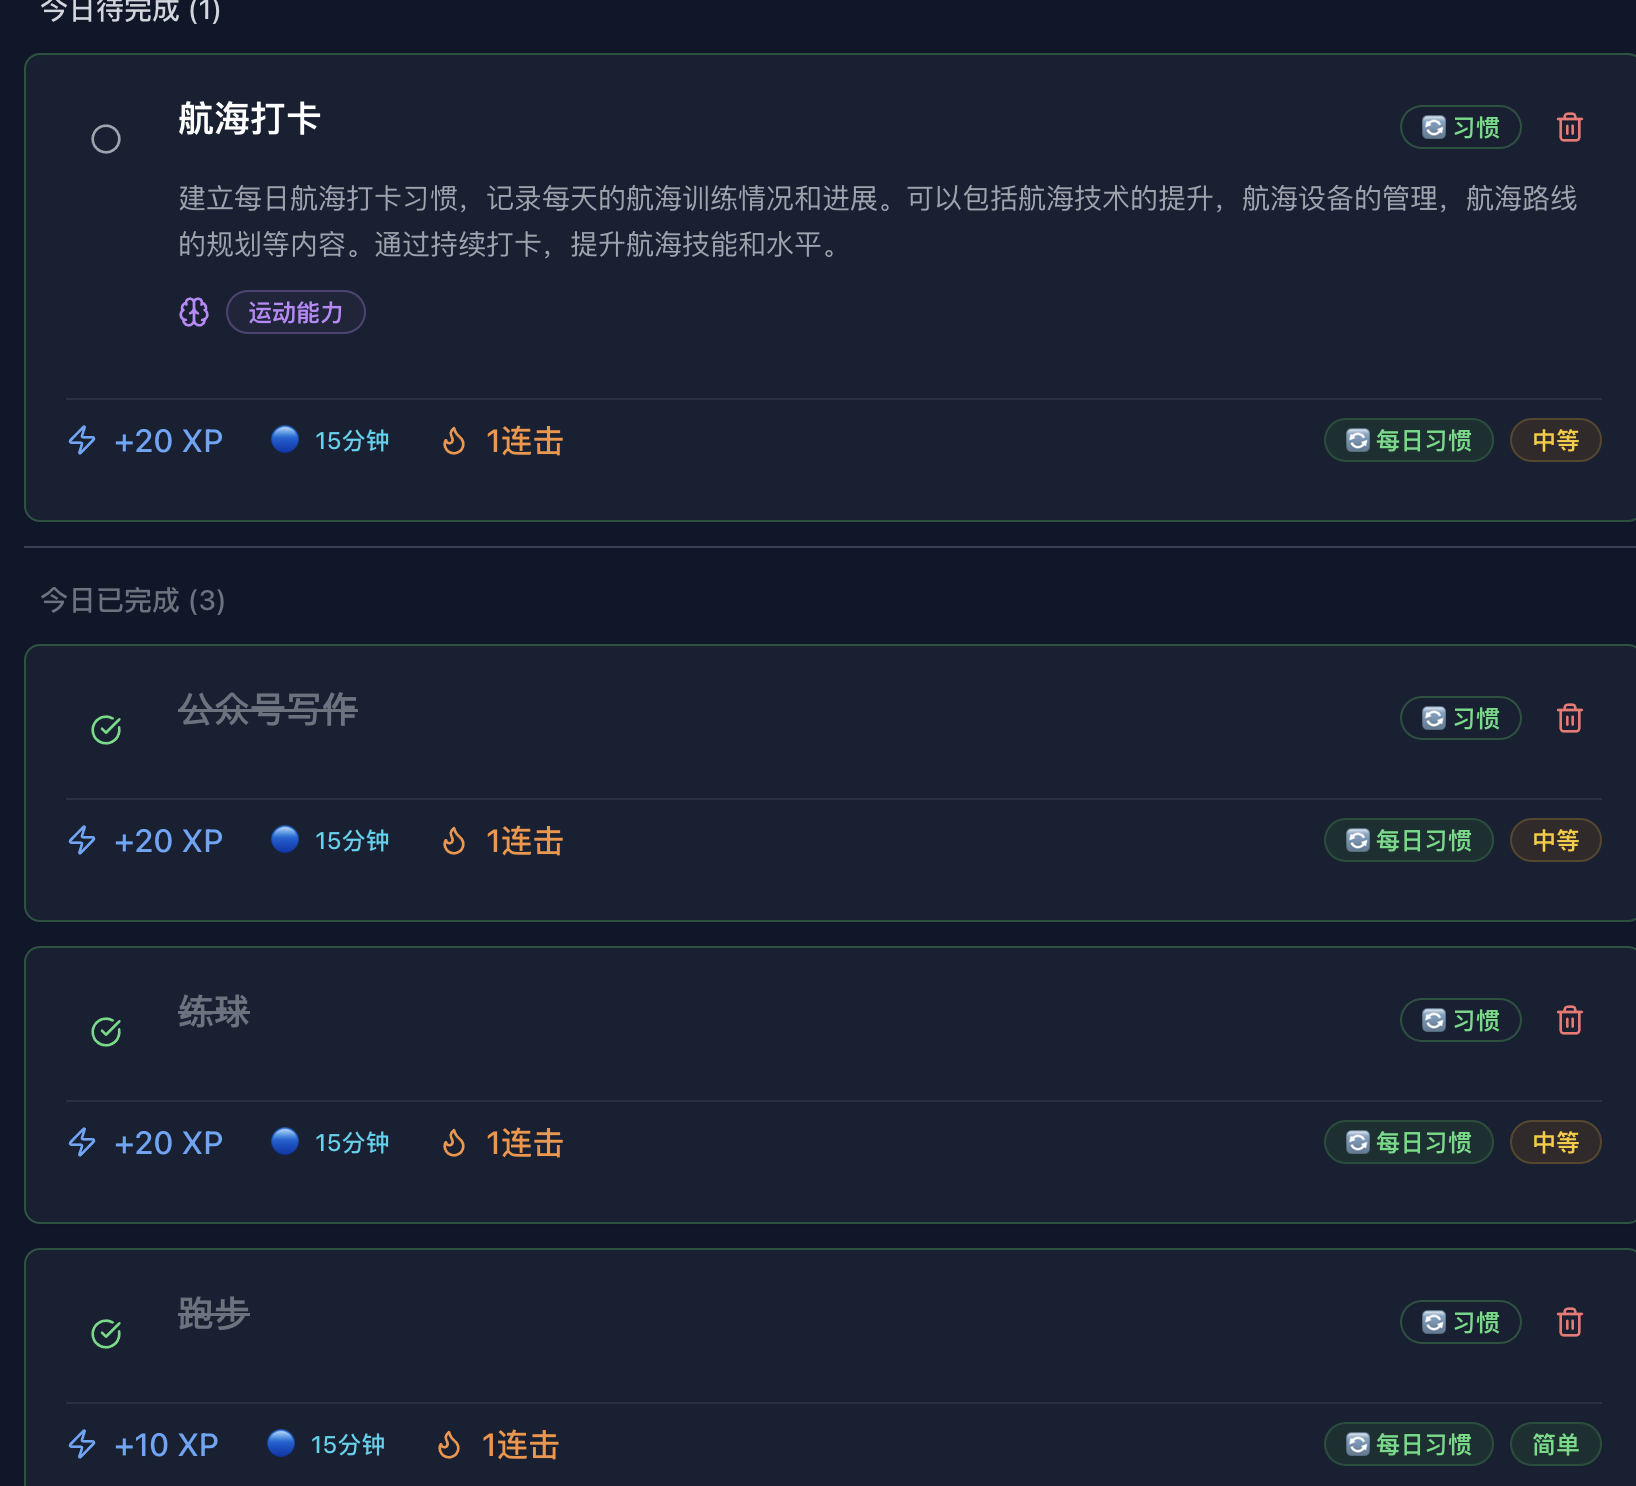 今日待完成 (1)
航海打卡
习惯
建立每日航海打卡习惯，记录每天的航海训练情况和进展。可以包括航海技术的提升，航海设备的管理，航海路线
的规划等内容。通过持续打卡，提升航海技能和水平。
运动能力
+20 XP 15分钟 1连击 每日习惯 中等
今日已完成 (3)
公众号写作
习惯
+20 XP 15分钟 1连击 每日习惯 中等
练球
习惯
+20 XP 15分钟 1连击 每日习惯 中等
跑步
习惯
+10 XP 15分钟 1连击 每日习惯 简单